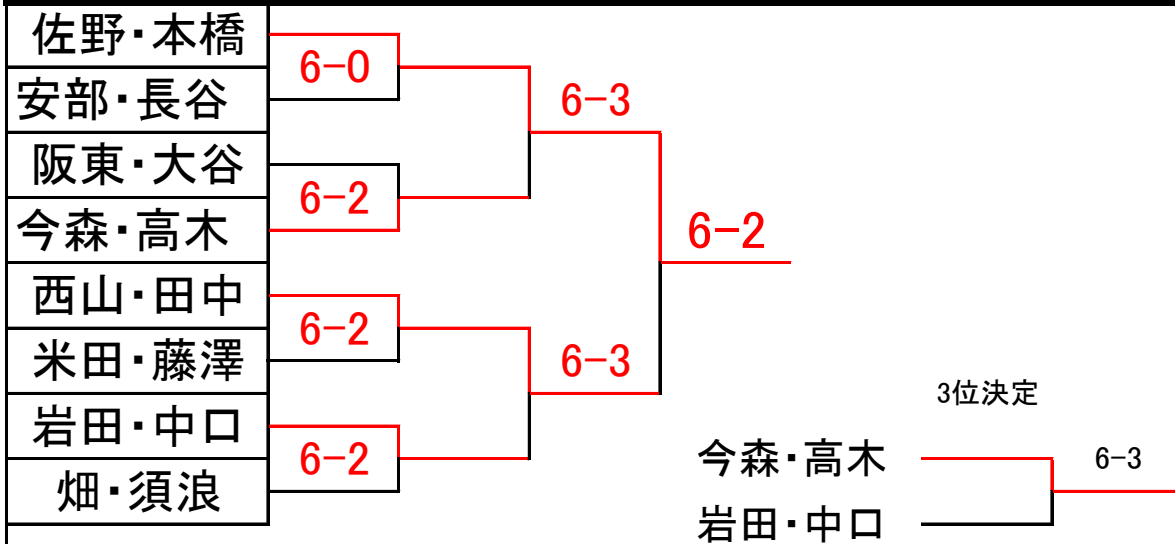 佐野・本橋
6-0
安部・長谷
6-3
阪東・大谷
6-2
今森・高木
6-2
西山・田中
6-2
米田・藤澤
6-3
岩田・中口
6-2
畑・須浪
3位決定
今森・高木
6-3
岩田・中口